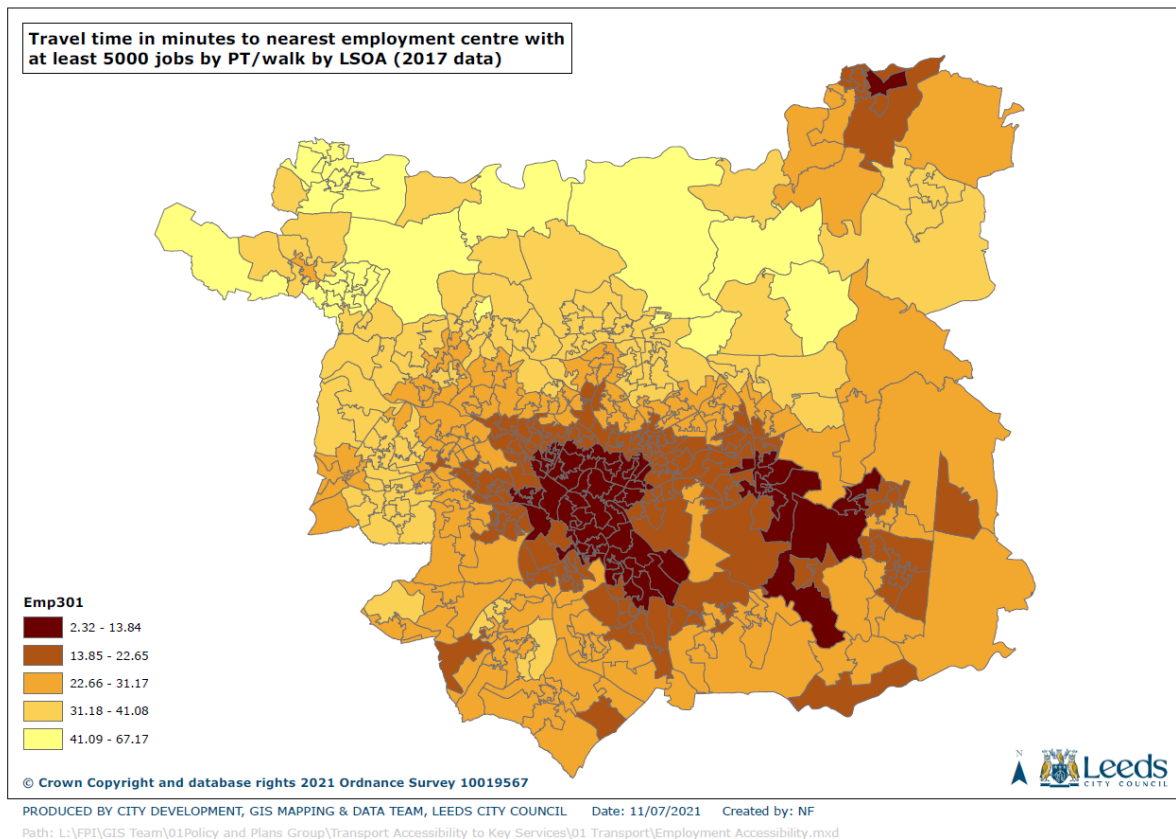 Travel time in minutes to nearest employment centre with
at least 5000 jobs by PT/walk by LSOA (2017 data)
Emp301
2.32 - 13.84
13.85 - 22.65
22.66 - 31.17
31.18 - 41.08
41.09 - 67.17
© Crown Copyright and database rights 2021 Ordnance Survey 10019567
N
Leeds
CITY COUNCIL
PRODUCED BY CITY DEVELOPMENT, GIS MAPPING & DATA TEAM, LEEDS CITY COUNCIL Date: 11/07/2021 Created by: NF
Path: L:\FPI\GIS Team\01Policy and Plans Group\Transport Accessibility to Key Services\01 Transport\Employment Accessibility.mxd